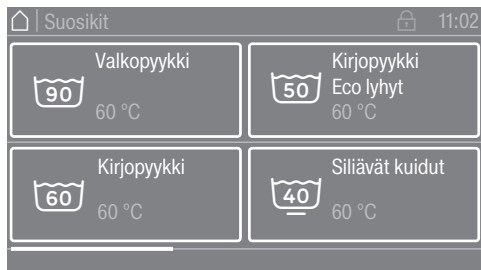 Suosikit
11:02
Valkopyykki
90
60 °C
Kirjopyykki
Eco lyhyt
50
60 °C
Kirjopyykki
60
60 °C
Siliävät kuidut
40
60 °C